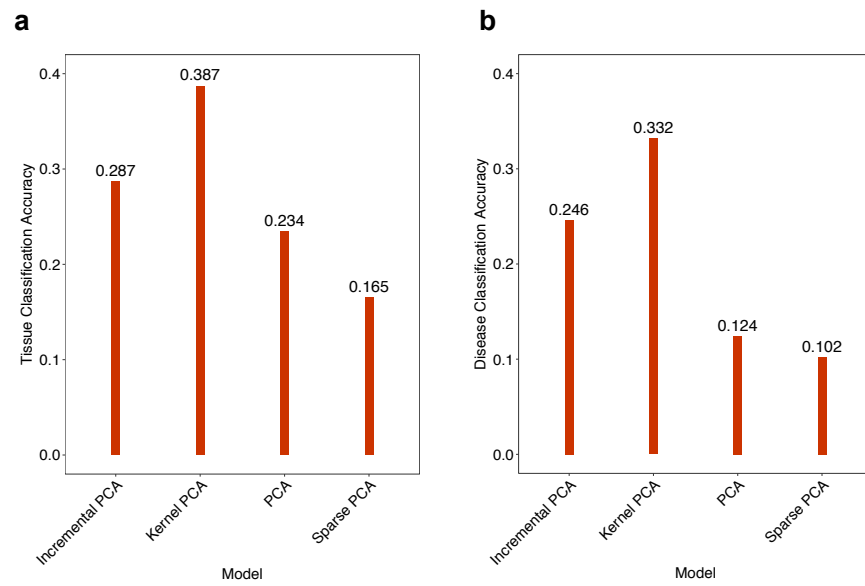 a
Tissue Classification Accuracy
0.4
0.3
0.2
0.1
0.0
0.287
0.387
0.234
0.165
Incremental PCA
Kernel PCA
PCA
Sparse PCA
Model
b
Disease Classification Accuracy
0.4
0.3
0.2
0.1
0.0
0.246
0.332
0.124
0.102
Incremental PCA
Kernel PCA
PCA
Sparse PCA
Model